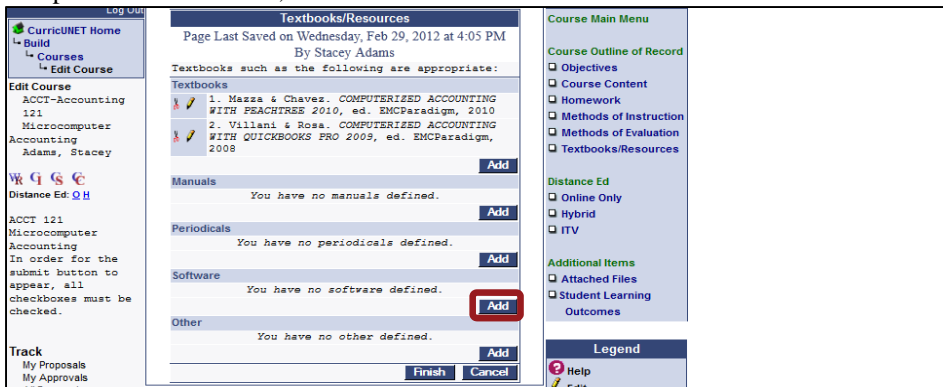 Log Out
CurricUNET Home
Build
Courses
Edit Course
Edit Course
ACCT-Accounting
121
Microcomputer
Accounting
Adams, Stacey
Distance Ed: O H
ACCT 121
Microcomputer
Accounting
In order for the
submit button to
appear, all
checkboxes must be
checked.
Track
My Proposals
My Approvals
Textbooks/Resources
Page Last Saved on Wednesday, Feb 29, 2012 at 4:05 PM
By Stacey Adams
Textbooks such as the following are appropriate:
Textbooks
1. Mazza & Chavez. COMPUTERIZED ACCOUNTING
WITH PEACHTREE 2010, ed. EMCParadigm, 2010
2. Villani & Rosa. COMPUTERIZED ACCOUNTING
WITH QUICKBOOKS PRO 2009, ed. EMCParadigm,
2008
Add
Manuals
You have no manuals defined.
Add
Periodicals
You have no periodicals defined.
Add
Software
You have no software defined.
Add
Other
You have no other defined.
Add
Finish Cancel
Course Main Menu
Course Outline of Record
Objectives
Course Content
Homework
Methods of Instruction
Methods of Evaluation
Textbooks/Resources
Distance Ed
Online Only
Hybrid
ITV
Additional Items
Attached Files
Student Learning
Outcomes
Legend
Help
Edit